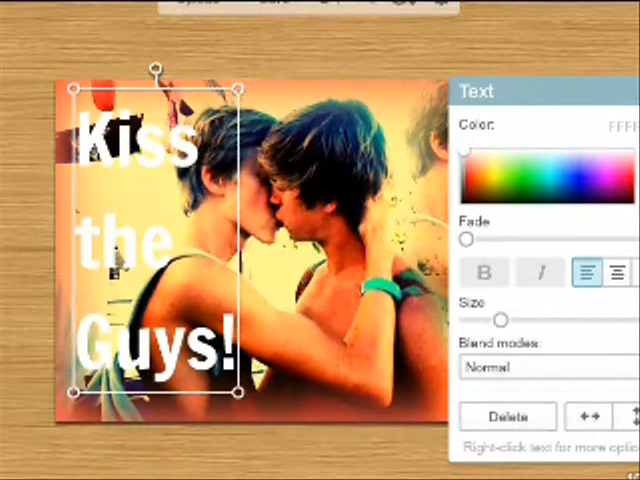 Kiss
the
Guys!
Text
Color:
FFFF
Fade
B I
Size
Blend modes:
Normal
Delete
Right-click text for more optio